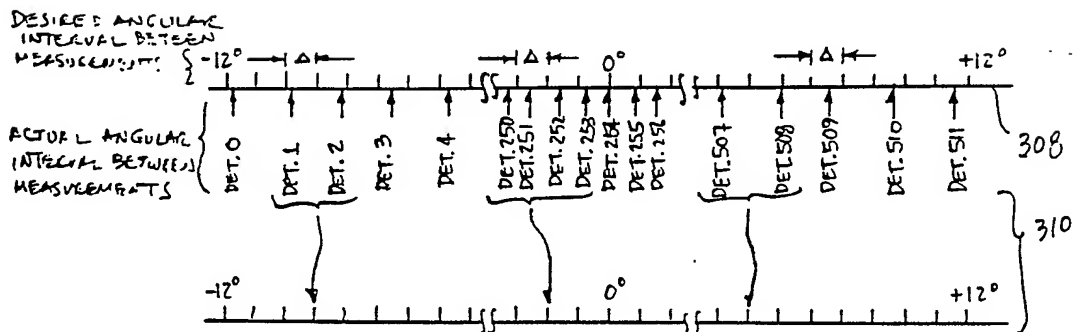 DESIRED ANGULAR
INTERVAL BETEEN
MEASUREMENTS
-12° Δ Δ 0° Δ +12°
ACTUAL ANGULAR
INTERVAL BETWEEN
MEASUREMENTS
DET. 0
DET. 1
DET. 2
DET. 3
DET. 4
DET. 250
DET. 251
DET. 252
DET. 253
DET. 254
DET. 255
DET. 256
DET. 507
DET. 508
DET. 509
DET. 510
DET. 511
308
310
-12° 0° +12°